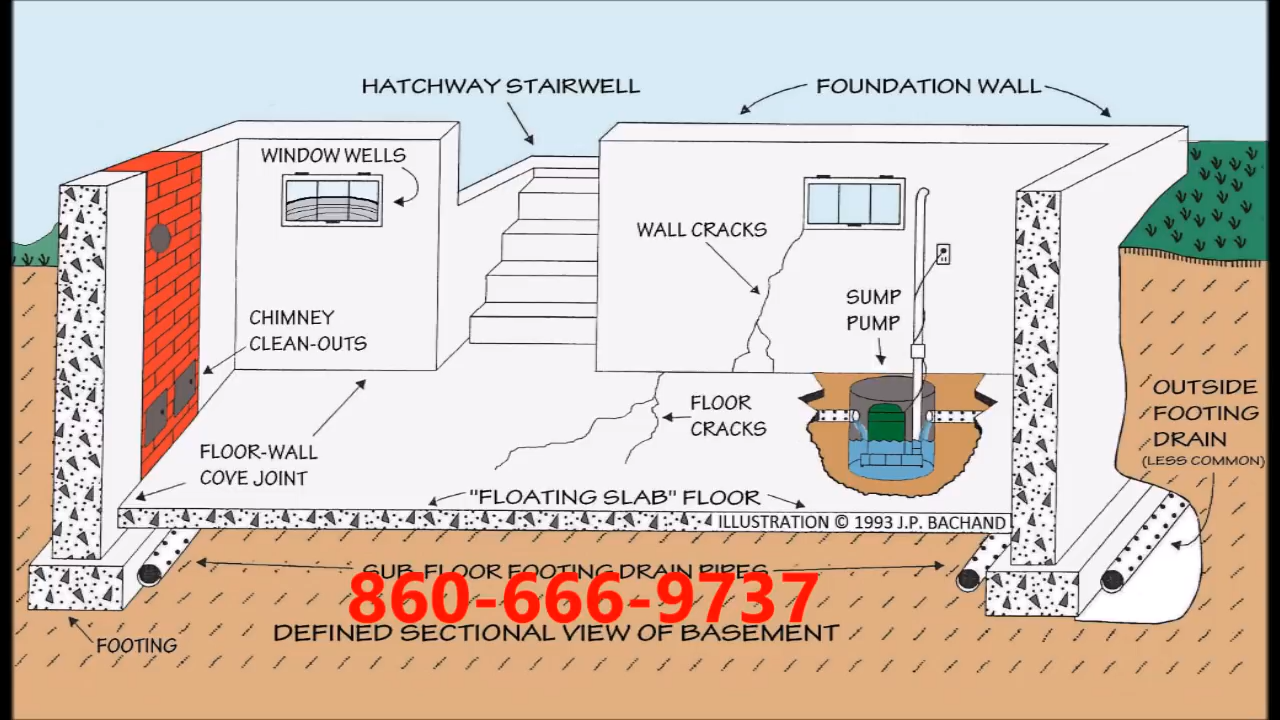 HATCHWAY STAIRWELL
FOUNDATION WALL
WINDOW WELLS
WALL CRACKS
SUMP
PUMP
CHIMNEY
CLEAN-OUTS
FLOOR
CRACKS
OUTSIDE
FOOTING
DRAIN
(LESS COMMON)
FLOOR-WALL
COVE JOINT
"FLOATING SLAB" FLOOR
ILLUSTRATION © 1993 J.P. BACHAND
SUB-FLOOR FOOTING DRAIN PIPES
860-666-9737
DEFINED SECTIONAL VIEW OF BASEMENT
FOOTING